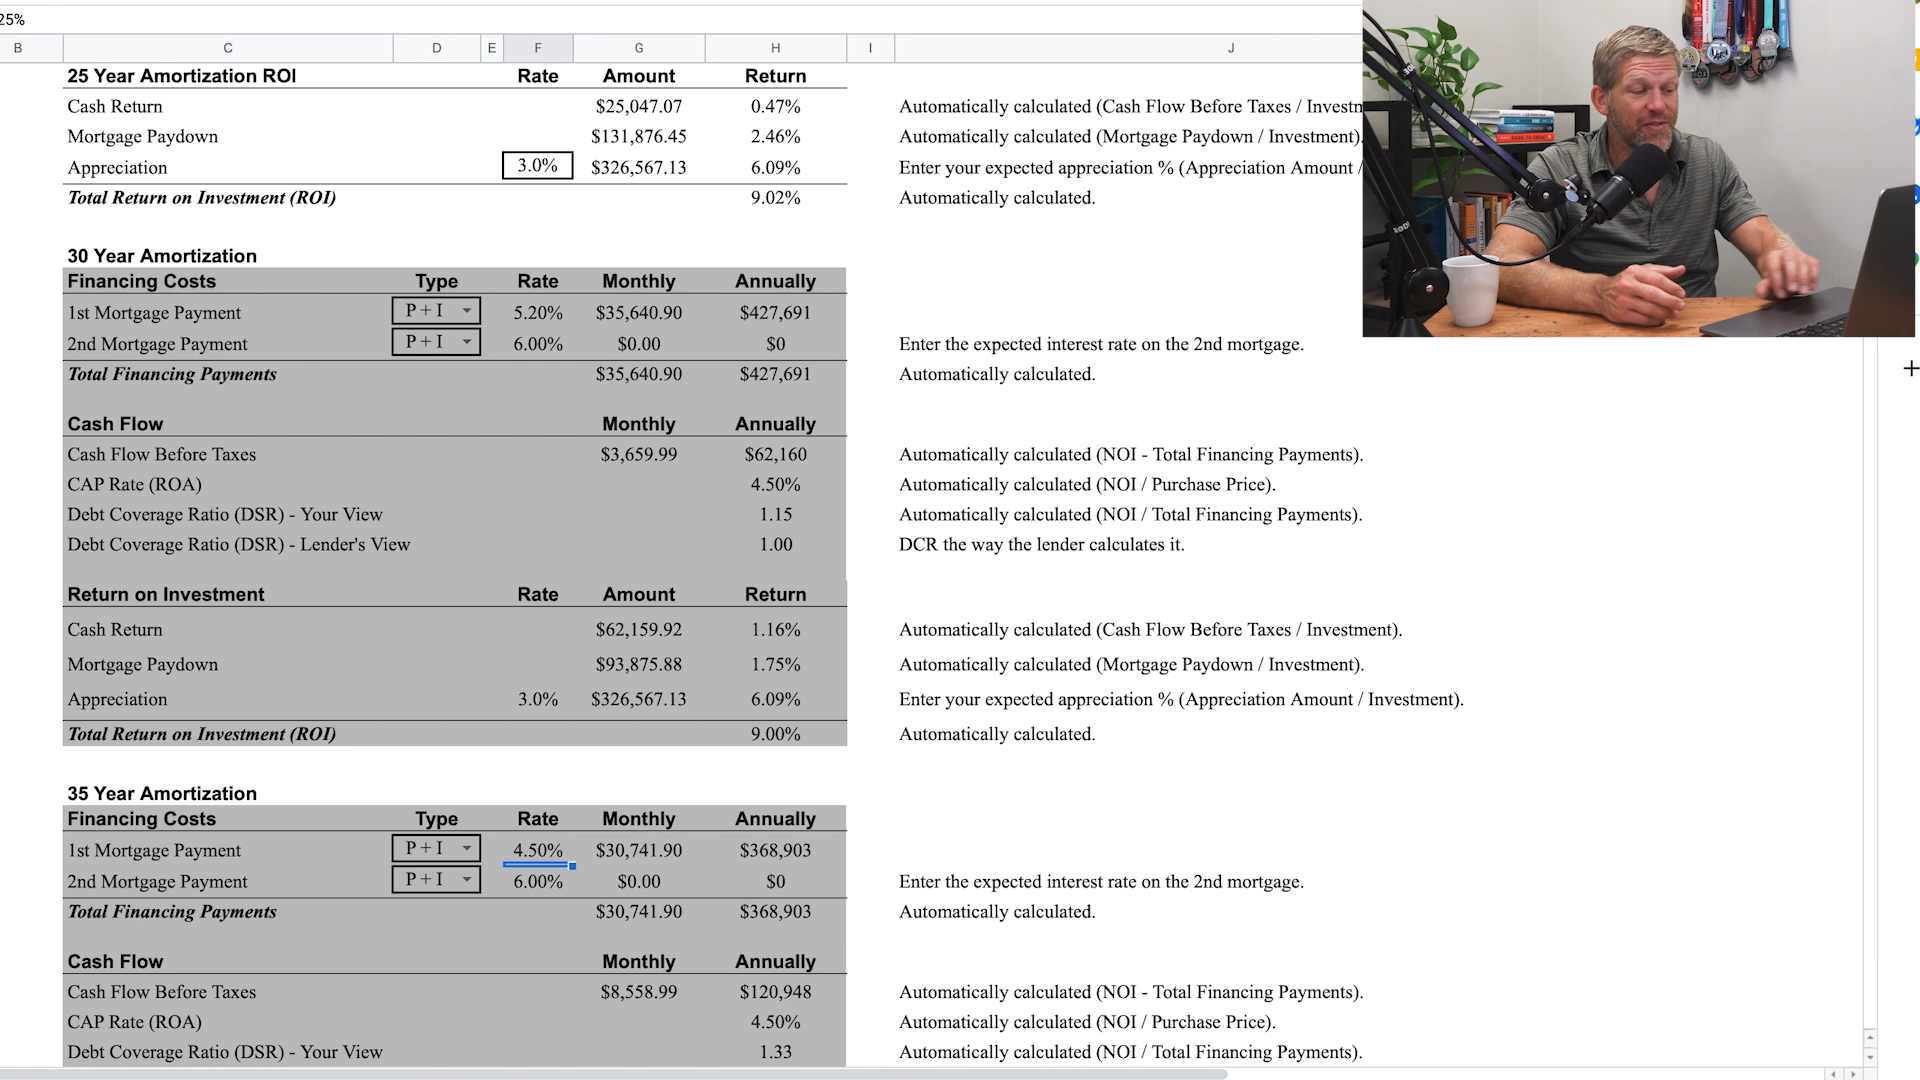 25%
B C D E F G H I J
25 Year Amortization ROI Rate Amount Return
Cash Return $25,047.07 0.47% Automatically calculated (Cash Flow Before Taxes / Investm
Mortgage Paydown $131,876.45 2.46% Automatically calculated (Mortgage Paydown / Investment).
Appreciation 3.0% $326,567.13 6.09% Enter your expected appreciation % (Appreciation Amount /
Total Return on Investment (ROI) 9.02% Automatically calculated.
30 Year Amortization
Financing Costs Type Rate Monthly Annually
1st Mortgage Payment P + I 5.20% $35,640.90 $427,691
2nd Mortgage Payment P + I 6.00% $0.00 $0 Enter the expected interest rate on the 2nd mortgage.
Total Financing Payments $35,640.90 $427,691 Automatically calculated.
Cash Flow Monthly Annually
Cash Flow Before Taxes $3,659.99 $62,160 Automatically calculated (NOI - Total Financing Payments).
CAP Rate (ROA) 4.50% Automatically calculated (NOI / Purchase Price).
Debt Coverage Ratio (DSR) - Your View 1.15 Automatically calculated (NOI / Total Financing Payments).
Debt Coverage Ratio (DSR) - Lender's View 1.00 DCR the way the lender calculates it.
Return on Investment Rate Amount Return
Cash Return $62,159.92 1.16% Automatically calculated (Cash Flow Before Taxes / Investment).
Mortgage Paydown $93,875.88 1.75% Automatically calculated (Mortgage Paydown / Investment).
Appreciation 3.0% $326,567.13 6.09% Enter your expected appreciation % (Appreciation Amount / Investment).
Total Return on Investment (ROI) 9.00% Automatically calculated.
35 Year Amortization
Financing Costs Type Rate Monthly Annually
1st Mortgage Payment P + I 4.50% $30,741.90 $368,903
2nd Mortgage Payment P + I 6.00% $0.00 $0 Enter the expected interest rate on the 2nd mortgage.
Total Financing Payments $30,741.90 $368,903 Automatically calculated.
Cash Flow Monthly Annually
Cash Flow Before Taxes $8,558.99 $120,948 Automatically calculated (NOI - Total Financing Payments).
CAP Rate (ROA) 4.50% Automatically calculated (NOI / Purchase Price).
Debt Coverage Ratio (DSR) - Your View 1.33 Automatically calculated (NOI / Total Financing Payments).